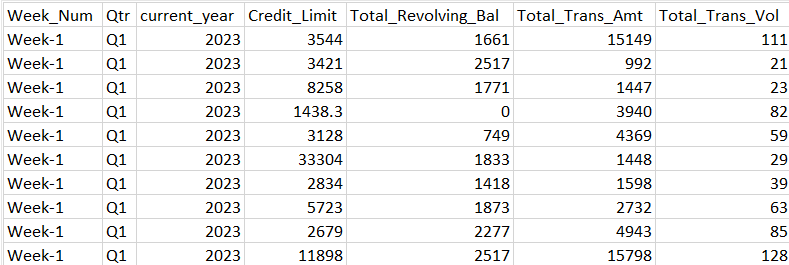 Week_Num Qtr current_year Credit_Limit Total_Revolving_Bal Total_Trans_Amt Total_Trans_Vol
Week-1 Q1 2023 3544 1661 15149 111
Week-1 Q1 2023 3421 2517 992 21
Week-1 Q1 2023 8258 1771 1447 23
Week-1 Q1 2023 1438.3 0 3940 82
Week-1 Q1 2023 3128 749 4369 59
Week-1 Q1 2023 33304 1833 1448 29
Week-1 Q1 2023 2834 1418 1598 39
Week-1 Q1 2023 5723 1873 2732 63
Week-1 Q1 2023 2679 2277 4943 85
Week-1 Q1 2023 11898 2517 15798 128